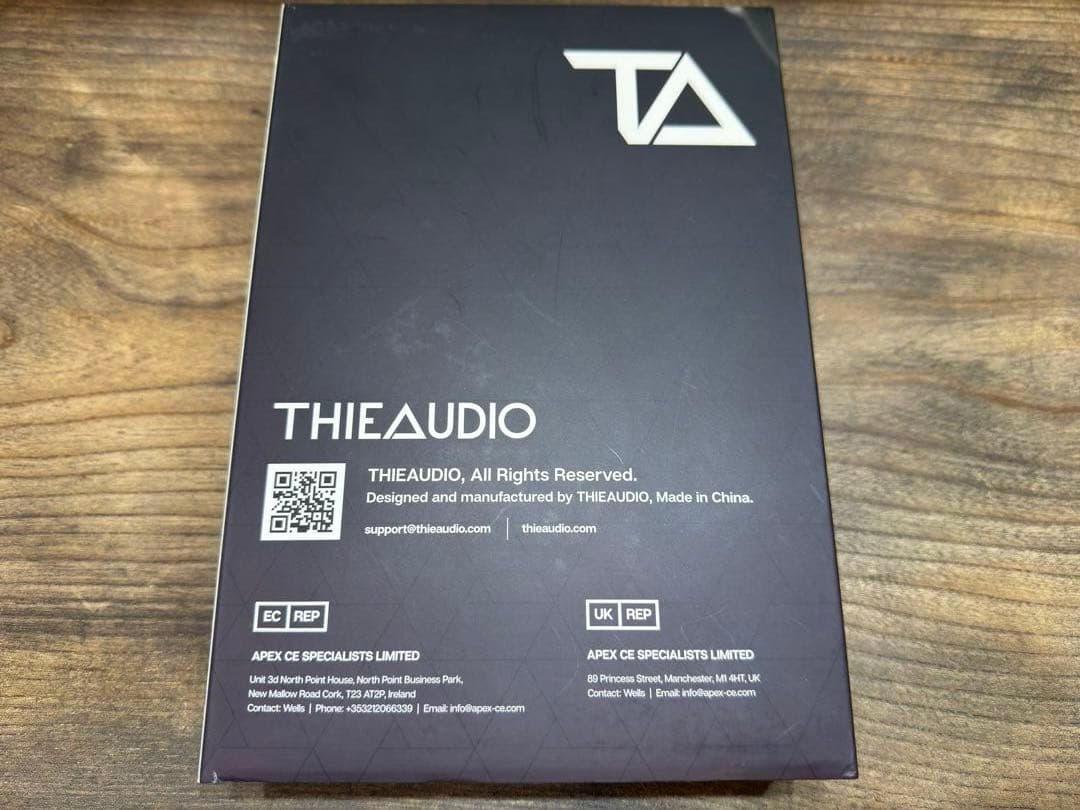 TA
THIEAUDIO
THIEAUDIO, All Rights Reserved.
Designed and manufactured by THIEAUDIO, Made in China.
support@thieaudio.com | thieaudio.com
EC REP
APEX CE SPECIALISTS LIMITED
Unit 3d North Point House, North Point Business Park,
New Mallow Road Cork, T23 AT2P, Ireland
Contact: Wells | Phone: +353212066339 | Email: info@apex-ce.com
UK REP
APEX CE SPECIALISTS LIMITED
89 Princess Street, Manchester, M1 4HT, UK
Contact: Wells | Email: info@apex-ce.com